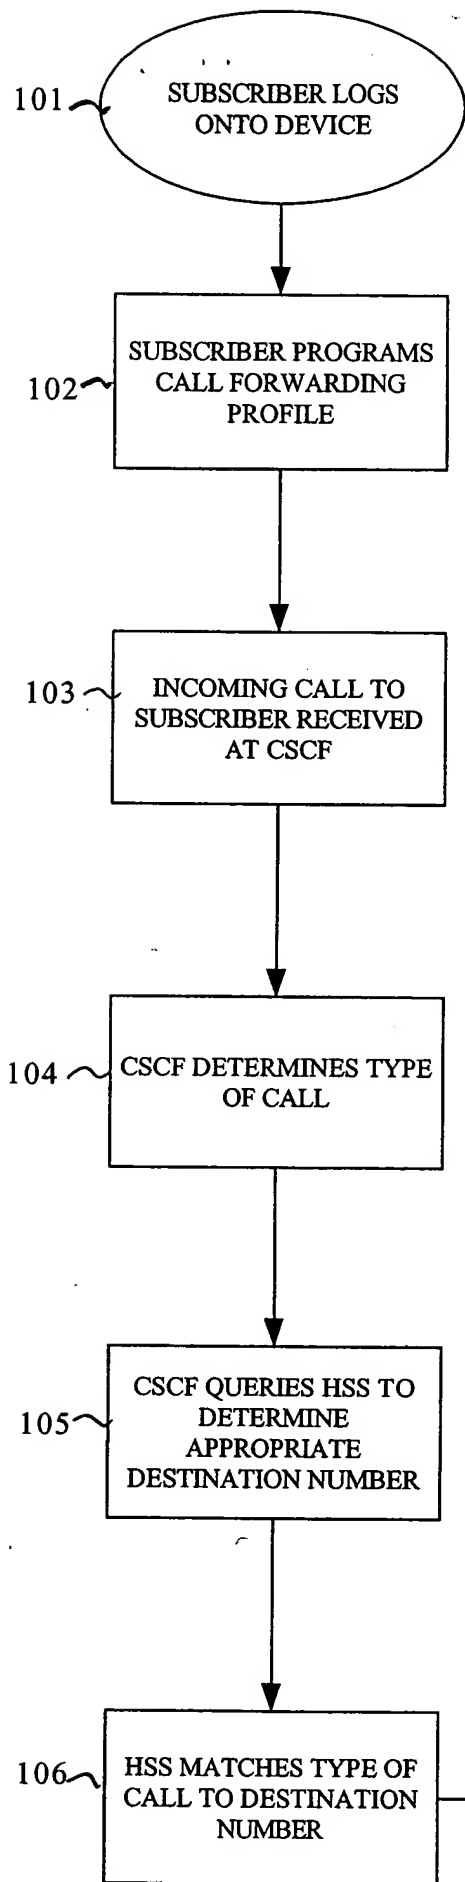 101
SUBSCRIBER LOGS
ONTO DEVICE
102
SUBSCRIBER PROGRAMS
CALL FORWARDING
PROFILE
103
INCOMING CALL TO
SUBSCRIBER RECEIVED
AT CSCF
104
CSCF DETERMINES TYPE
OF CALL
105
CSCF QUERIES HSS TO
DETERMINE
APPROPRIATE
DESTINATION NUMBER
106
HSS MATCHES TYPE OF
CALL TO DESTINATION
NUMBER